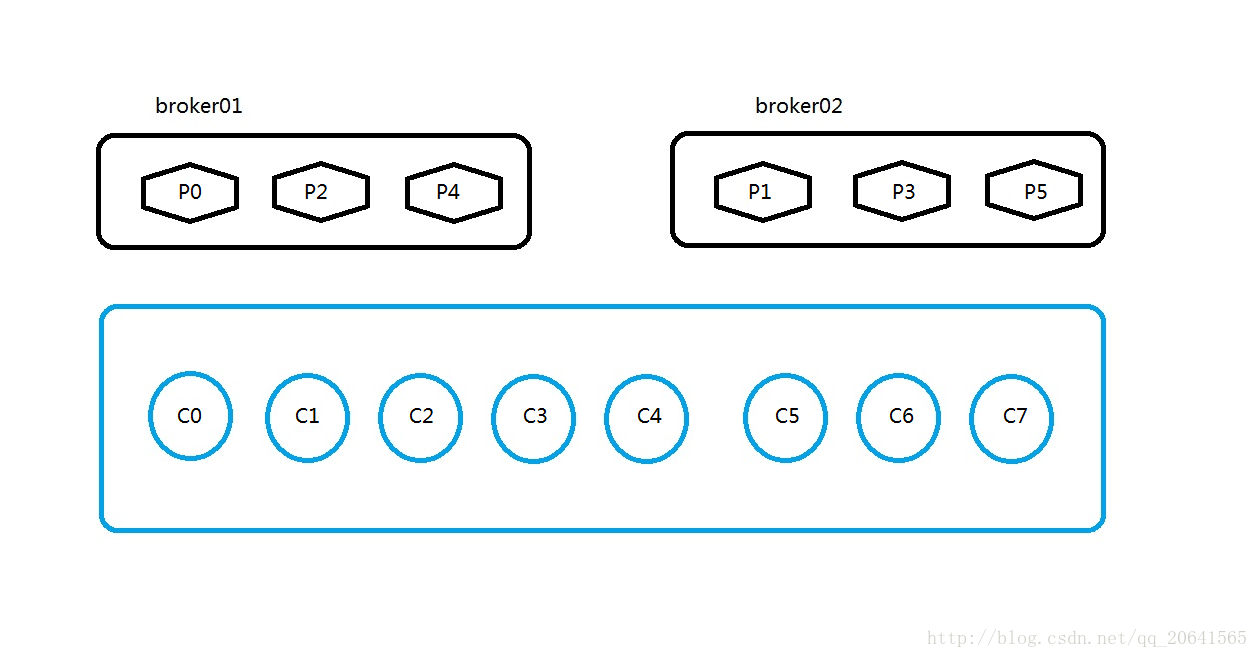 broker01 broker02
P0 P2 P4 P1 P3 P5
C0 C1 C2 C3 C4 C5 C6 C7
http://blog.csdn.net/qq_20641565